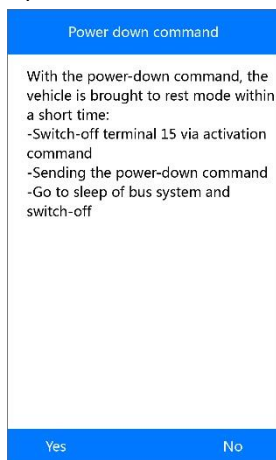 Power down command
With the power-down command, the
vehicle is brought to rest mode within
a short time:
-Switch-off terminal 15 via activation
command
-Sending the power-down command
-Go to sleep of bus system and
switch-off
Yes No